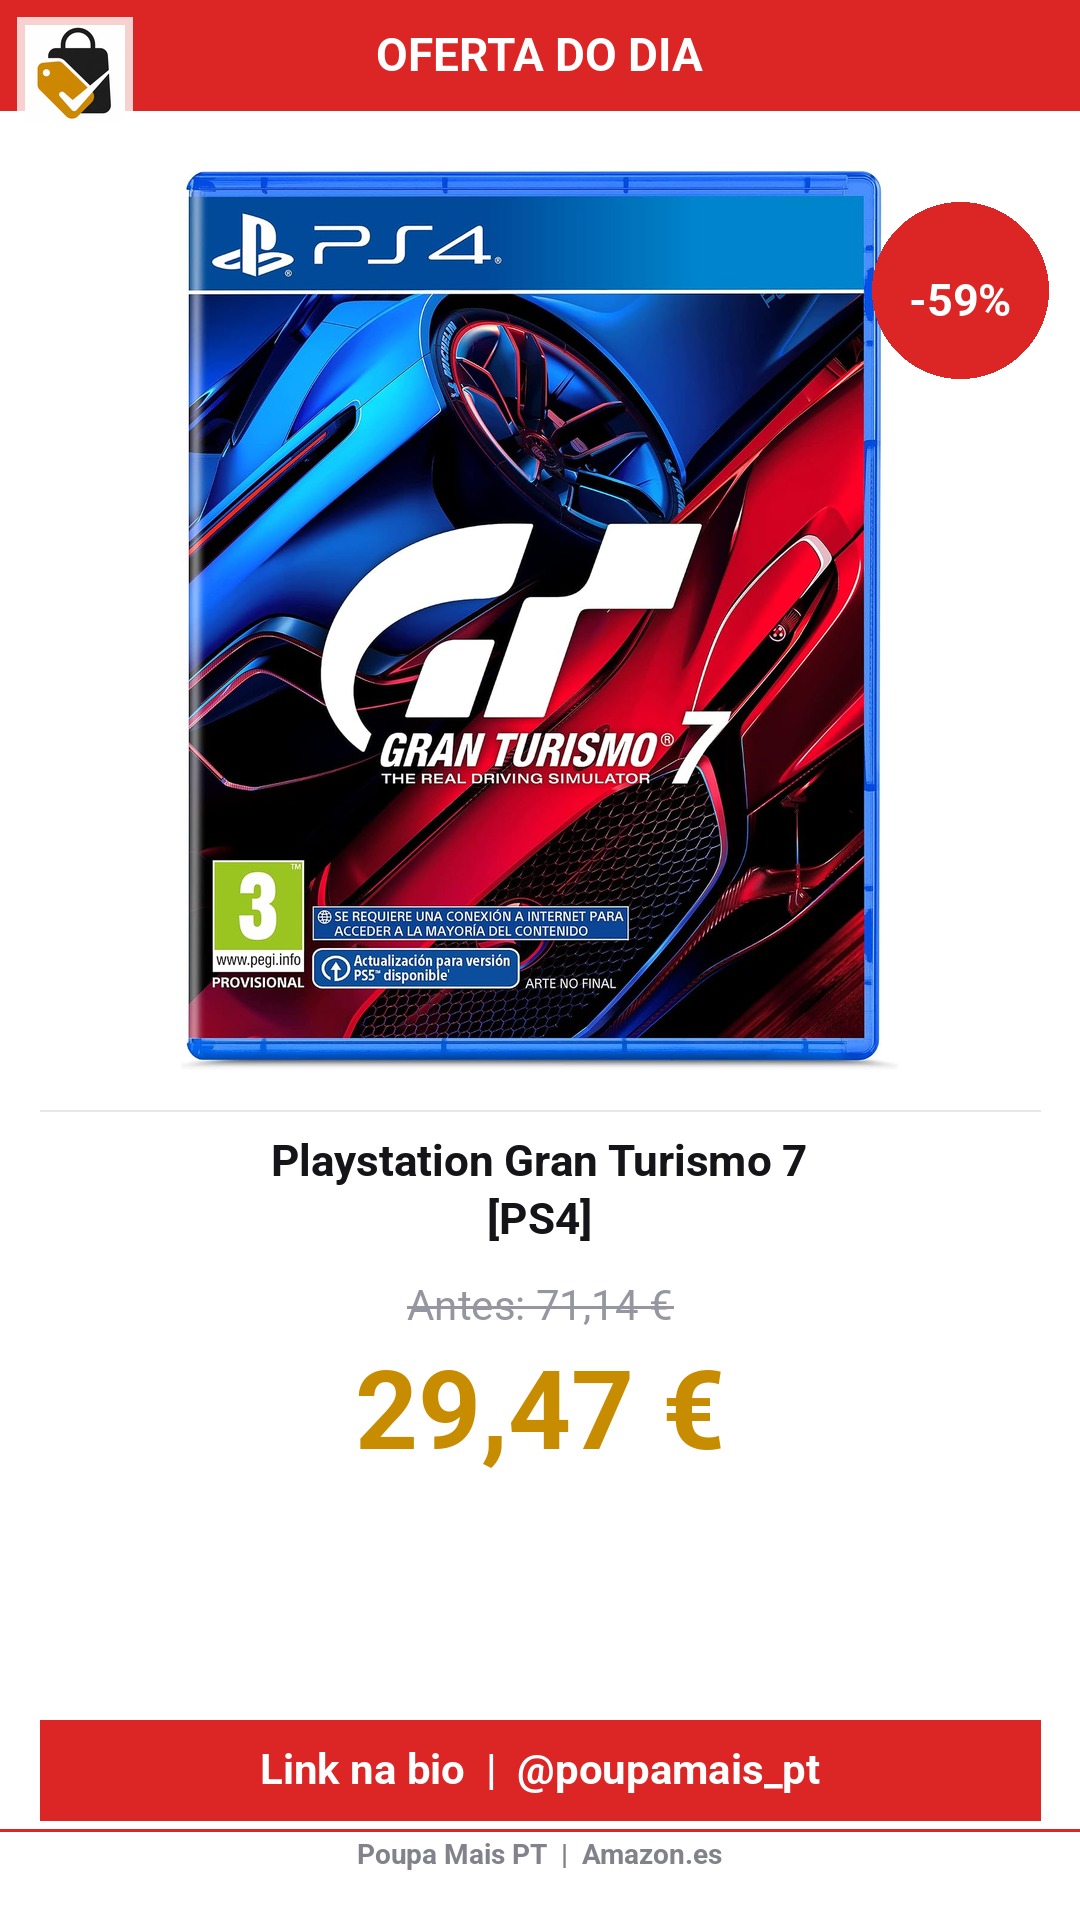 OFERTA DO DIA
PS4®
-59%
MICHELIN
GRAN TURISMO® 7
THE REAL DRIVING SIMULATOR
3
www.pegi.info
PROVISIONAL
SE REQUIERE UNA CONEXIÓN A INTERNET PARA
ACCEDER A LA MAYORÍA DEL CONTENIDO
Actualización para versión
PS5™ disponible¹
ARTE NO FINAL
Playstation Gran Turismo 7
[PS4]
Antes: 71,14 €
29,47 €
Link na bio | @poupamais_pt
Poupa Mais PT | Amazon.es